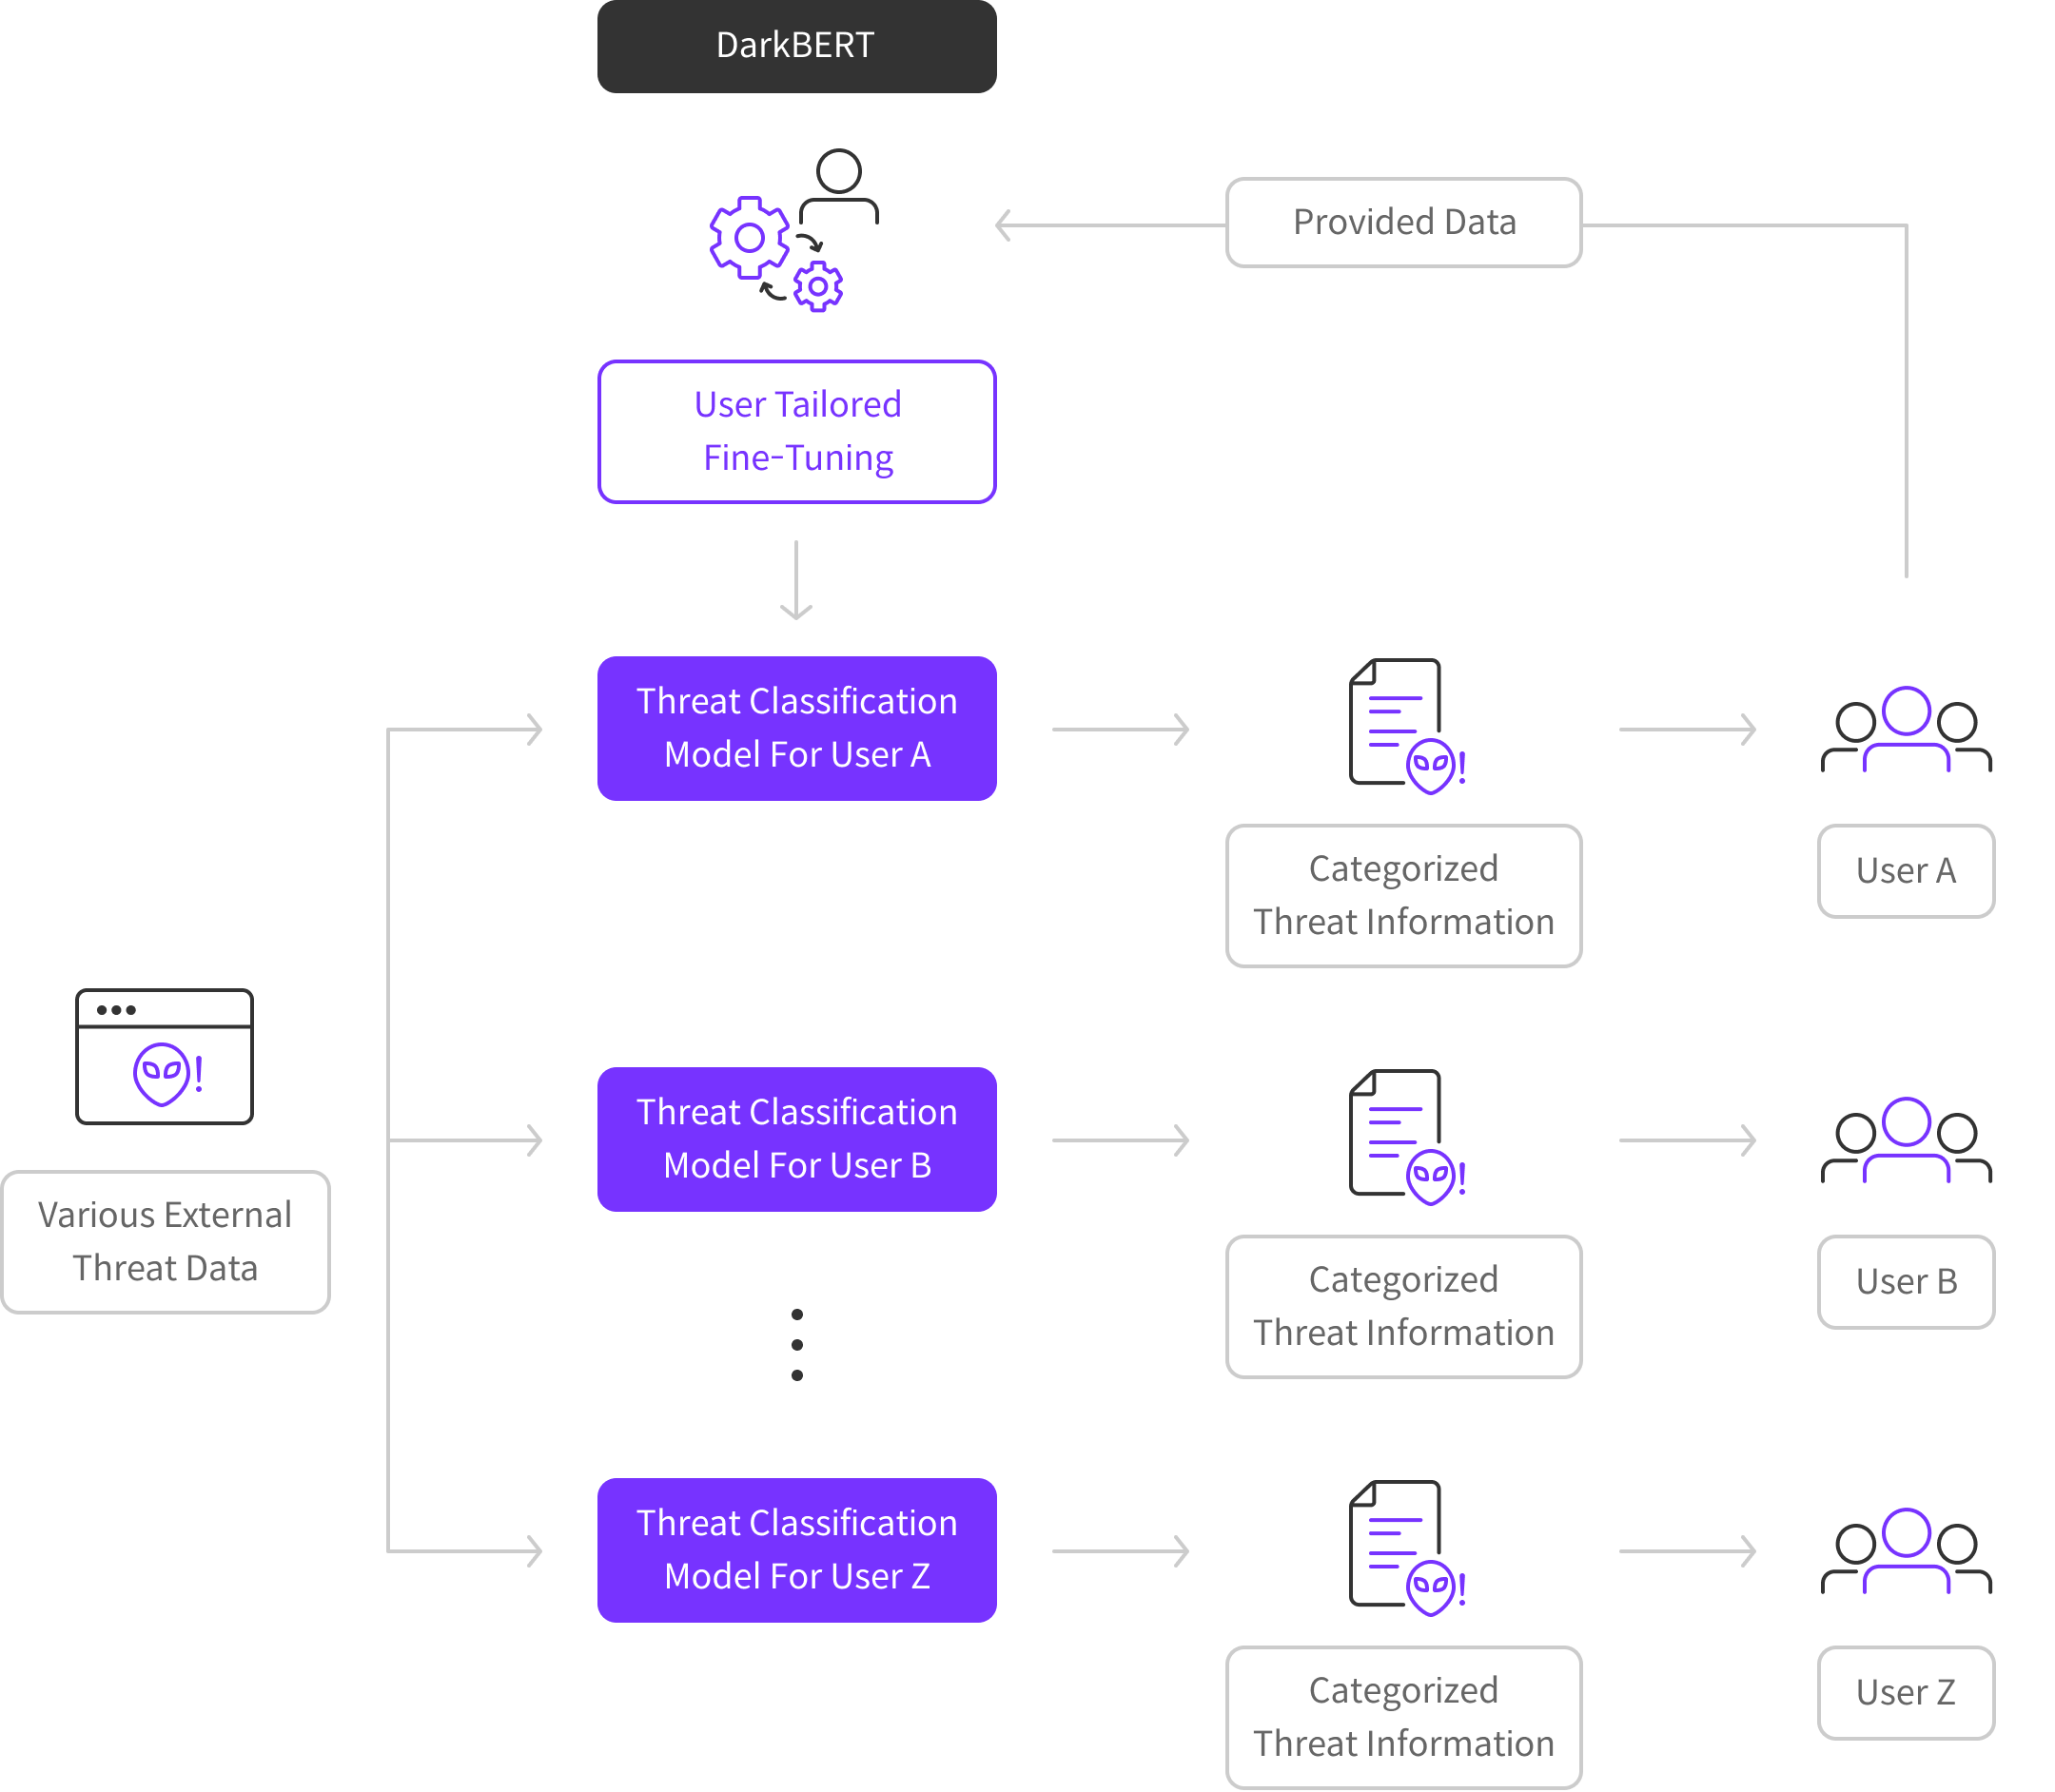 DarkBERT
Provided Data
User Tailored
Fine-Tuning
Threat Classification
Model For User A
Categorized
Threat Information
User A
Various External
Threat Data
Threat Classification
Model For User B
Categorized
Threat Information
User B
Threat Classification
Model For User Z
Categorized
Threat Information
User Z